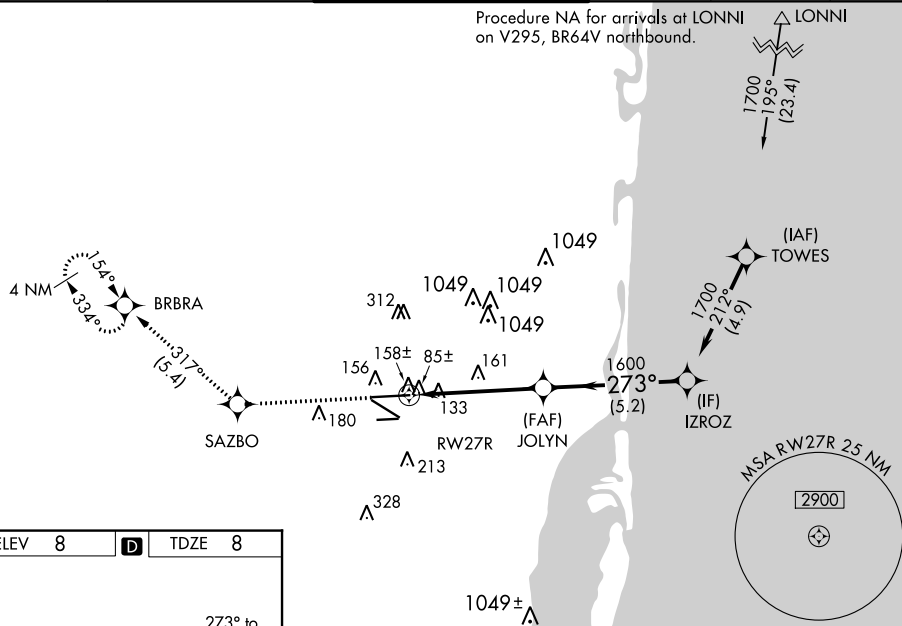 Procedure NA for arrivals at LONNI
on V295, BR64V northbound.
LONNI
1700
195°
(23.4)
(IAF)
TOWES
1700
212°
(4.9)
1049
1049
1049
1049
312
4 NM
154°
334°
BRBRA
317°
(5.4)
156
158±
85±
161
133
180
SAZBO
1600
273°
(5.2)
(FAF)
JOLYN
(IF)
IZROZ
RW27R
213
328
MSA RW27R 25 NM
2900
ELEV 8
D
TDZE 8
273° to
1049±